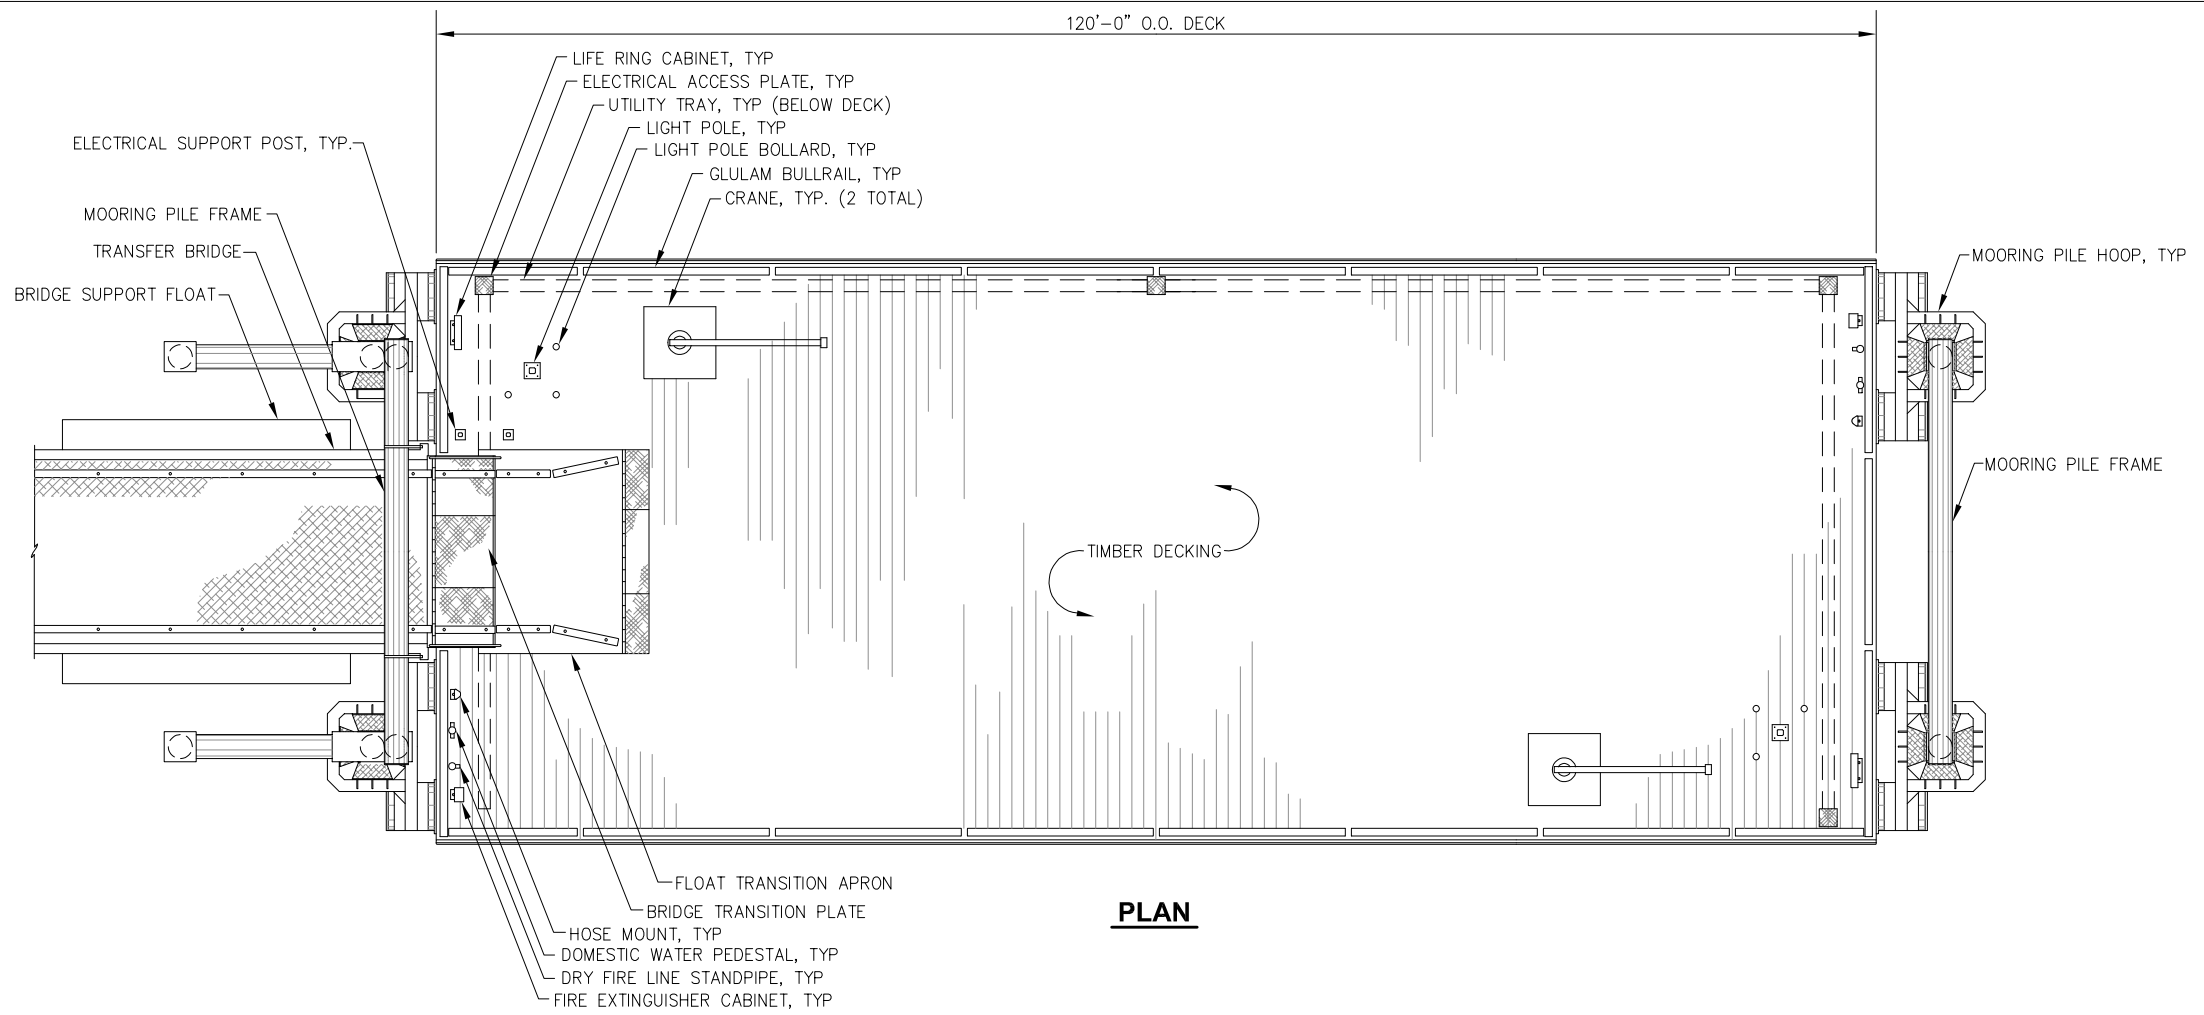 120'-0" O.O. DECK
LIFE RING CABINET, TYP
ELECTRICAL ACCESS PLATE, TYP
UTILITY TRAY, TYP (BELOW DECK)
LIGHT POLE, TYP
LIGHT POLE BOLLARD, TYP
GLULAM BULLRAIL, TYP
CRANE, TYP. (2 TOTAL)
ELECTRICAL SUPPORT POST, TYP.
MOORING PILE FRAME
TRANSFER BRIDGE
BRIDGE SUPPORT FLOAT
MOORING PILE HOOP, TYP
MOORING PILE FRAME
TIMBER DECKING
FLOAT TRANSITION APRON
BRIDGE TRANSITION PLATE
HOSE MOUNT, TYP
DOMESTIC WATER PEDESTAL, TYP
DRY FIRE LINE STANDPIPE, TYP
FIRE EXTINGUISHER CABINET, TYP
PLAN